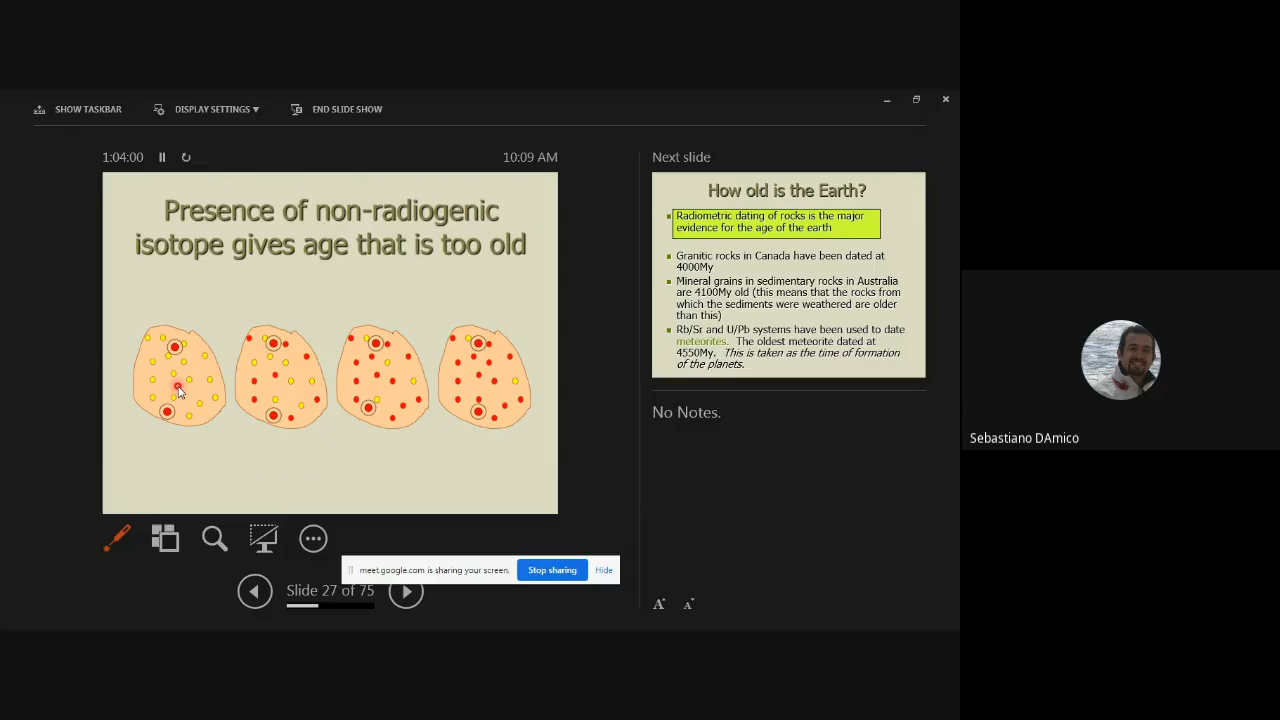 SHOW TASKBAR
DISPLAY SETTINGS
END SLIDE SHOW
1:04:00
10:09 AM
Presence of non-radiogenic
isotope gives age that is too old
Next slide
How old is the Earth?
Radiometric dating of rocks is the major
evidence for the age of the earth
Granitic rocks in Canada have been dated at
4000My
Mineral grains in sedimentary rocks in Australia
are 4100My old (this means that the rocks from
which the sediments were weathered are older
than this)
Rb/Sr and U/Pb systems have been used to date
meteorites. The oldest meteorite dated at
4550My. This is taken as the time of formation
of the planets.
No Notes.
Sebastiano DAmico
meet.google.com is sharing your screen.
Stop sharing
Hide
Slide 27 of 75
A A